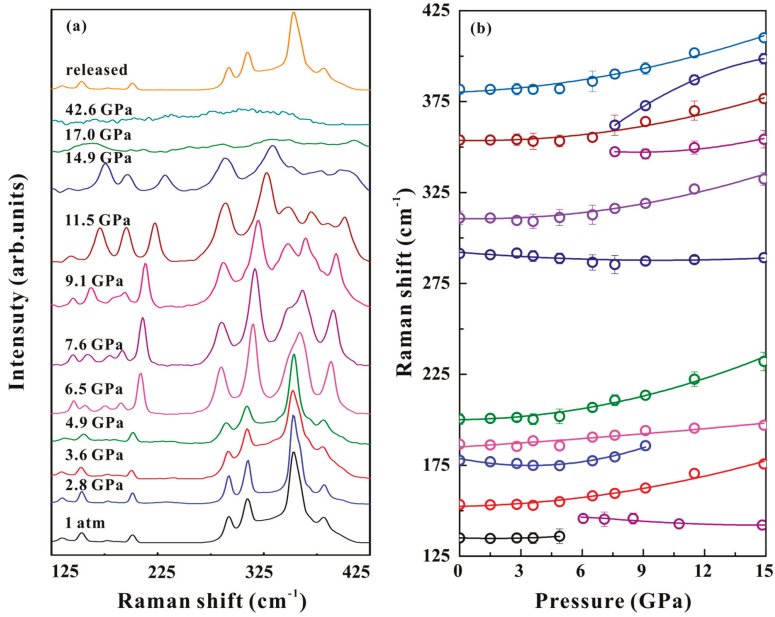 (a)
released
42.6 GPa
17.0 GPa
14.9 GPa
11.5 GPa
9.1 GPa
7.6 GPa
6.5 GPa
4.9 GPa
3.6 GPa
2.8 GPa
1 atm
Intensuty (arb.units)
125 225 325 425
Raman shift (cm⁻¹)
(b)
425
375
325
275
225
175
125
Raman shift (cm⁻¹)
0 3 6 9 12 15
Pressure (GPa)